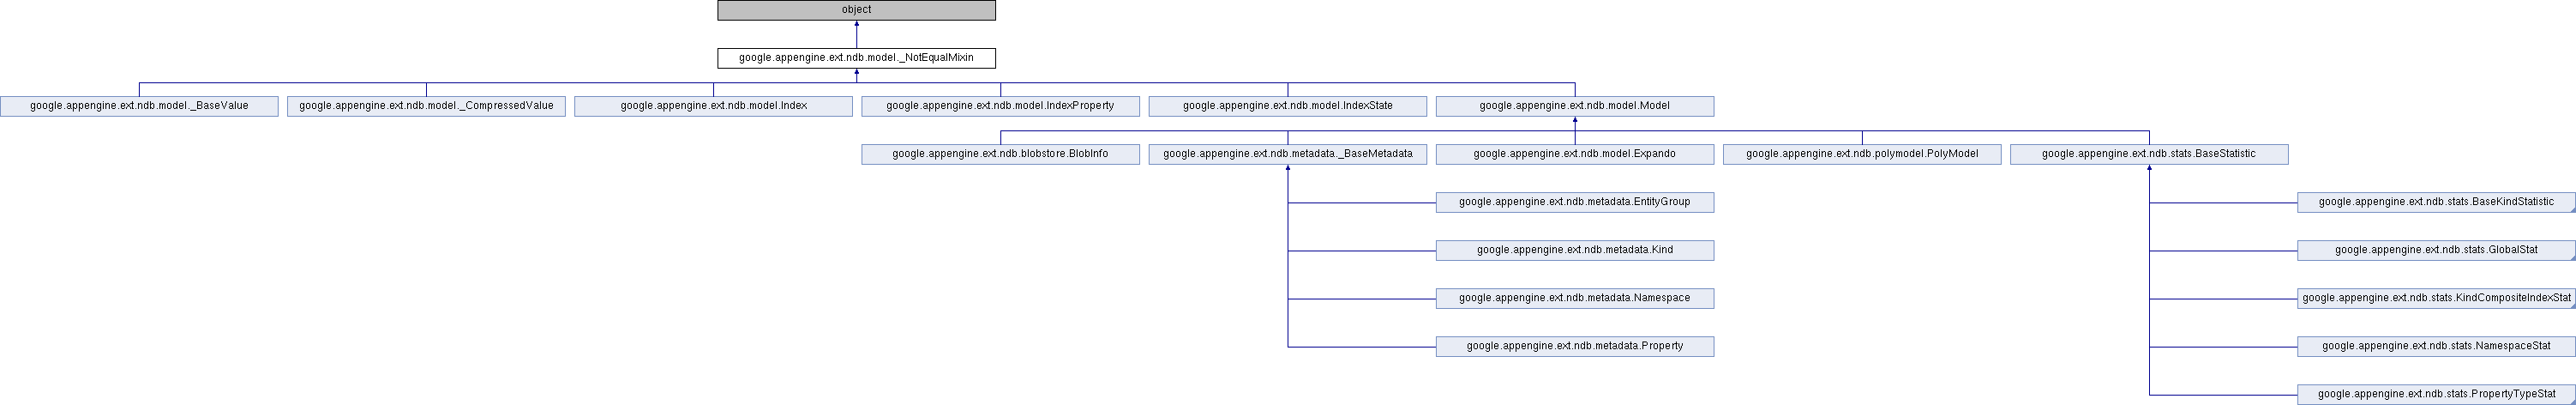 object
google.appengine.ext.ndb.model._NotEqualMixin
google.appengine.ext.ndb.model._BaseValue
google.appengine.ext.ndb.model._CompressedValue
google.appengine.ext.ndb.model.Index
google.appengine.ext.ndb.model.IndexProperty
google.appengine.ext.ndb.model.IndexState
google.appengine.ext.ndb.model.Model
google.appengine.ext.ndb.blobstore.BlobInfo
google.appengine.ext.ndb.metadata._BaseMetadata
google.appengine.ext.ndb.model.Expando
google.appengine.ext.ndb.polymodel.PolyModel
google.appengine.ext.ndb.stats.BaseStatistic
google.appengine.ext.ndb.metadata.EntityGroup
google.appengine.ext.ndb.stats.BaseKindStatistic
google.appengine.ext.ndb.metadata.Kind
google.appengine.ext.ndb.stats.GlobalStat
google.appengine.ext.ndb.metadata.Namespace
google.appengine.ext.ndb.stats.KindCompositeIndexStat
google.appengine.ext.ndb.metadata.Property
google.appengine.ext.ndb.stats.NamespaceStat
google.appengine.ext.ndb.stats.PropertyTypeStat